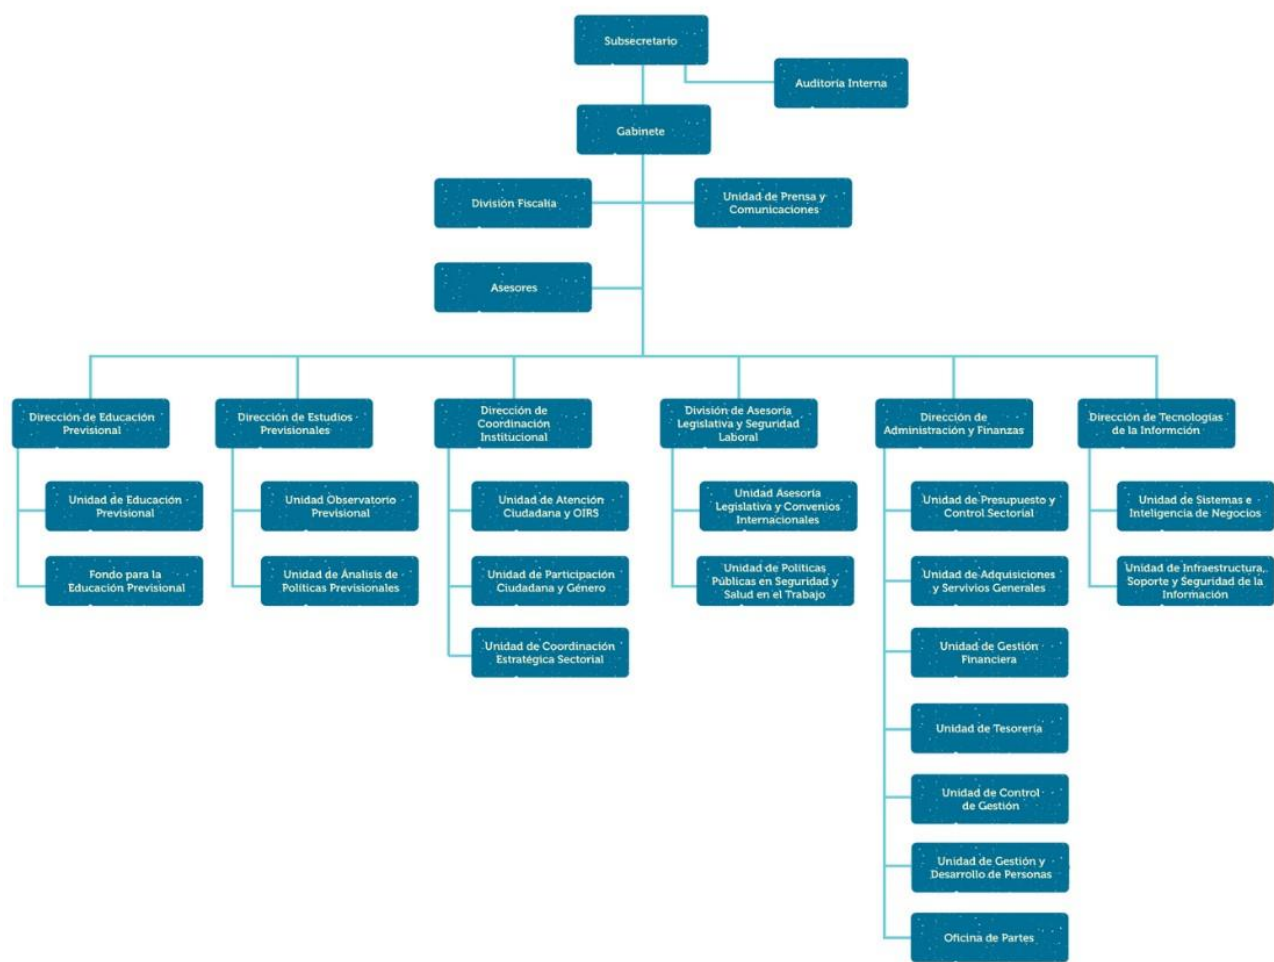 Subsecretario
Auditoría Interna
Gabinete
División Fiscalía
Unidad de Prensa y
Comunicaciones
Asesores
Dirección de Educación
Previsional
Unidad de Educación
Previsional
Fondo para la
Educación Previsional
Dirección de Estudios
Previsionales
Unidad Observatorio
Previsional
Unidad de Ánalisis de
Políticas Previsionales
Dirección de
Coordinación
Institucional
Unidad de Atención
Ciudadana y OIRS
Unidad de Participación
Ciudadana y Género
Unidad de Coordinación
Estratégica Sectorial
División de Asesoría
Legislativa y Seguridad
Laboral
Unidad Asesoría
Legislativa y Convenios
Internacionales
Unidad de Políticas
Públicas en Seguridad y
Salud en el Trabajo
Dirección de
Administración y Finanzas
Unidad de Presupuesto y
Control Sectorial
Unidad de Adquisiciones
y Servivios Generales
Unidad de Gestión
Financiera
Unidad de Tesorería
Unidad de Control
de Gestión
Unidad de Gestión y
Desarrollo de Personas
Oficina de Partes
Dirección de Tecnologías
de la Informción
Unidad de Sistemas e
Inteligencia de Negocios
Unidad de Infraestructura,
Soporte y Seguridad de la
Información